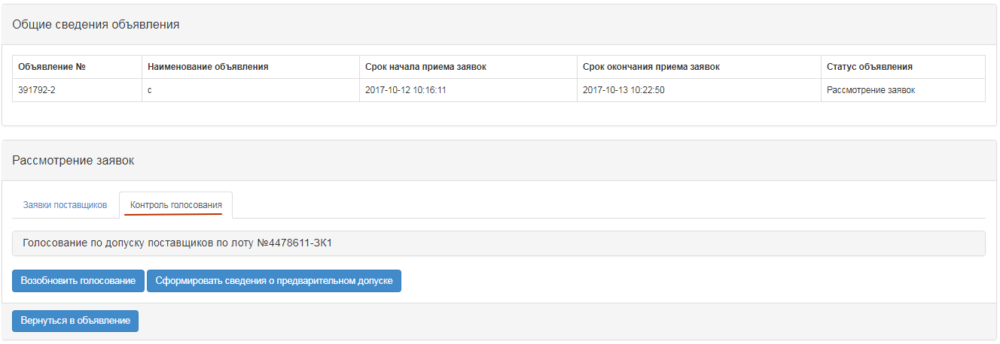 Общие сведения объявления
Объявление № Наименование объявления Срок начала приема заявок Срок окончания приема заявок Статус объявления
391792-2 с 2017-10-12 10:16:11 2017-10-13 10:22:50 Рассмотрение заявок
Рассмотрение заявок
Заявки поставщиков Контроль голосования
Голосование по допуску поставщиков по лоту №4478611-ЗК1
Возобновить голосование Сформировать сведения о предварительном допуске
Вернуться в объявление